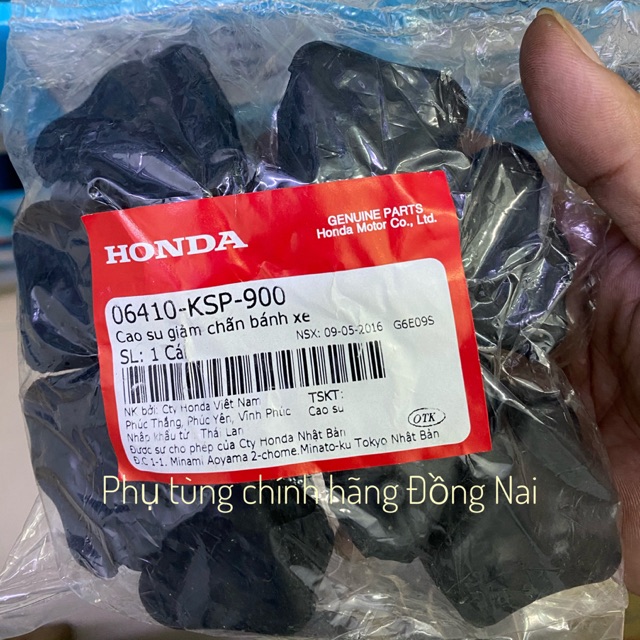 GENUINE PARTS
Honda Motor Co., Ltd.
HONDA
06410-KSP-900
Cao su giảm chấn bánh xe
NSX: 09-05-2016 G6E09S
SL: 1 Cái
NK bởi: Cty Honda Việt Nam
Phúc Thắng, Phúc Yên, Vĩnh Phúc
Nhập khẩu từ : Thái Lan
TSKT:
Cao su
OTK
Được sự cho phép của Cty Honda Nhật Bản
Đ.C 1-1. Minami Aoyama 2-chome.Minato-ku Tokyo Nhật Bản
Phụ tùng chính hãng Đồng Nai